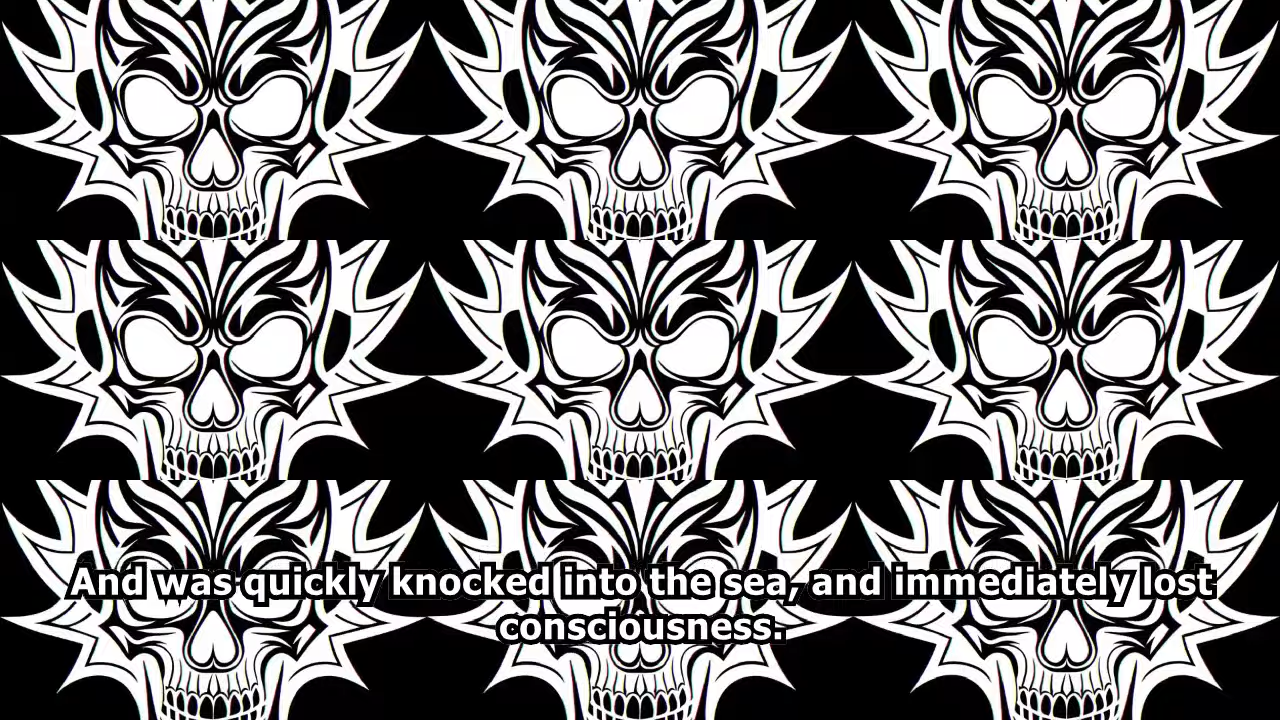 And was quickly knocked into the sea, and immediately lost
consciousness.